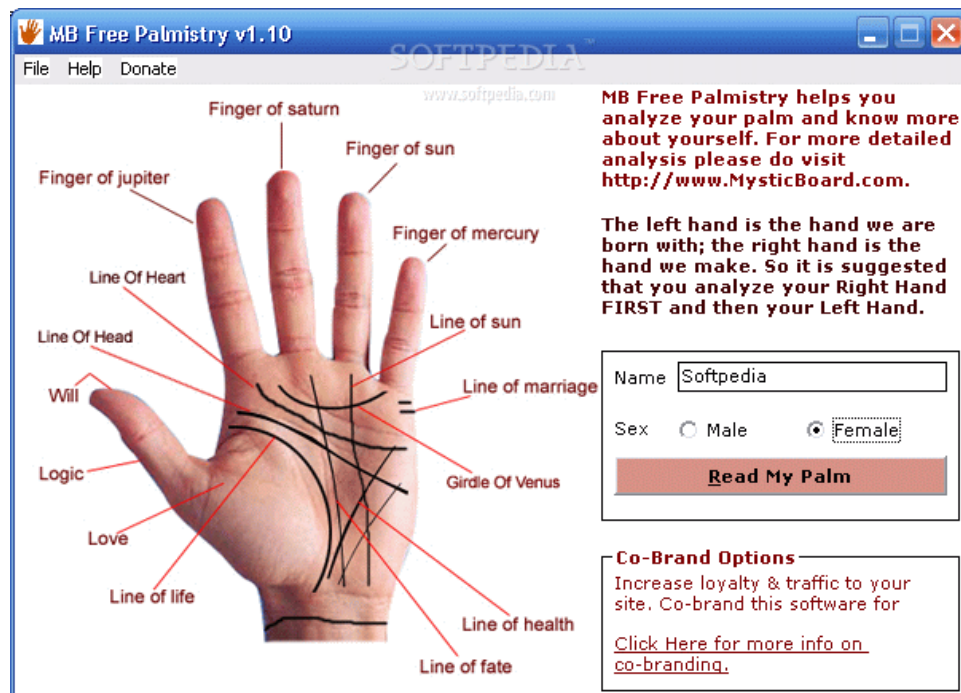 MB Free Palmistry v1.10
SOFTPEDIA™
www.softpedia.com
File Help Donate
Finger of saturn
Finger of sun
Finger of jupiter
Finger of mercury
Line Of Heart
Line of sun
Line Of Head
Line of marriage
Will
Logic
Girdle Of Venus
Love
Line of life
Line of health
Line of fate
MB Free Palmistry helps you
analyze your palm and know more
about yourself. For more detailed
analysis please do visit
http://www.MysticBoard.com.
The left hand is the hand we are
born with; the right hand is the
hand we make. So it is suggested
that you analyze your Right Hand
FIRST and then your Left Hand.
Name Softpedia
Sex Male Female
Read My Palm
Co-Brand Options
Increase loyalty & traffic to your
site. Co-brand this software for
Click Here for more info on
co-branding.